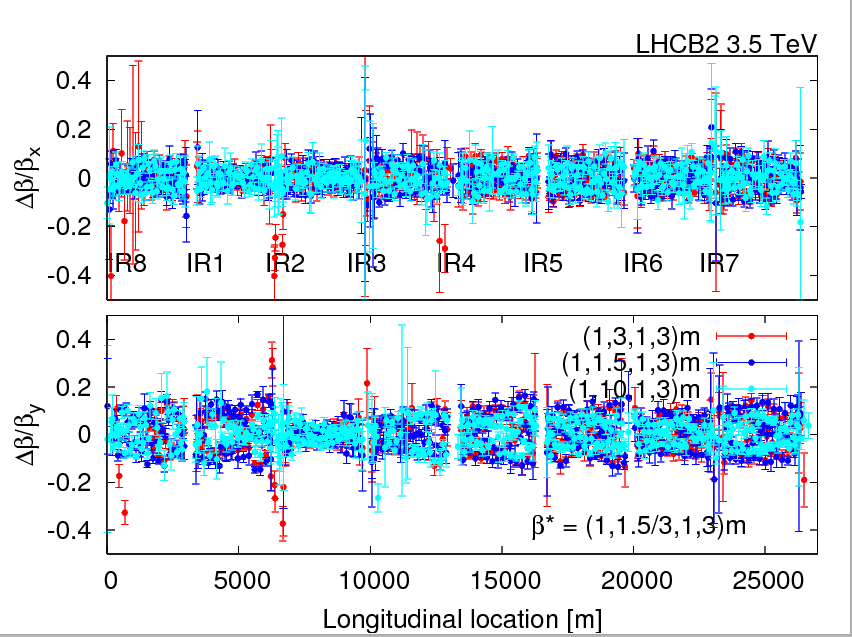 LHCB2 3.5 TeV
0.4
0.2
0
-0.2
-0.4
Δβ/βx
IR8 IR1 IR2 IR3 IR4 IR5 IR6 IR7
0.4
0.2
0
-0.2
-0.4
Δβ/βy
(1,3,1,3)m
(1,1.5,1,3)m
(1,10,1,3)m
β* = (1,1.5/3,1,3)m
0 5000 10000 15000 20000 25000
Longitudinal location [m]